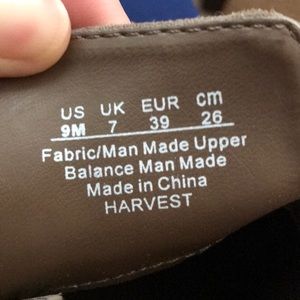 US UK EUR cm
9M 7 39 26
Fabric/Man Made Upper
Balance Man Made
Made in China
HARVEST